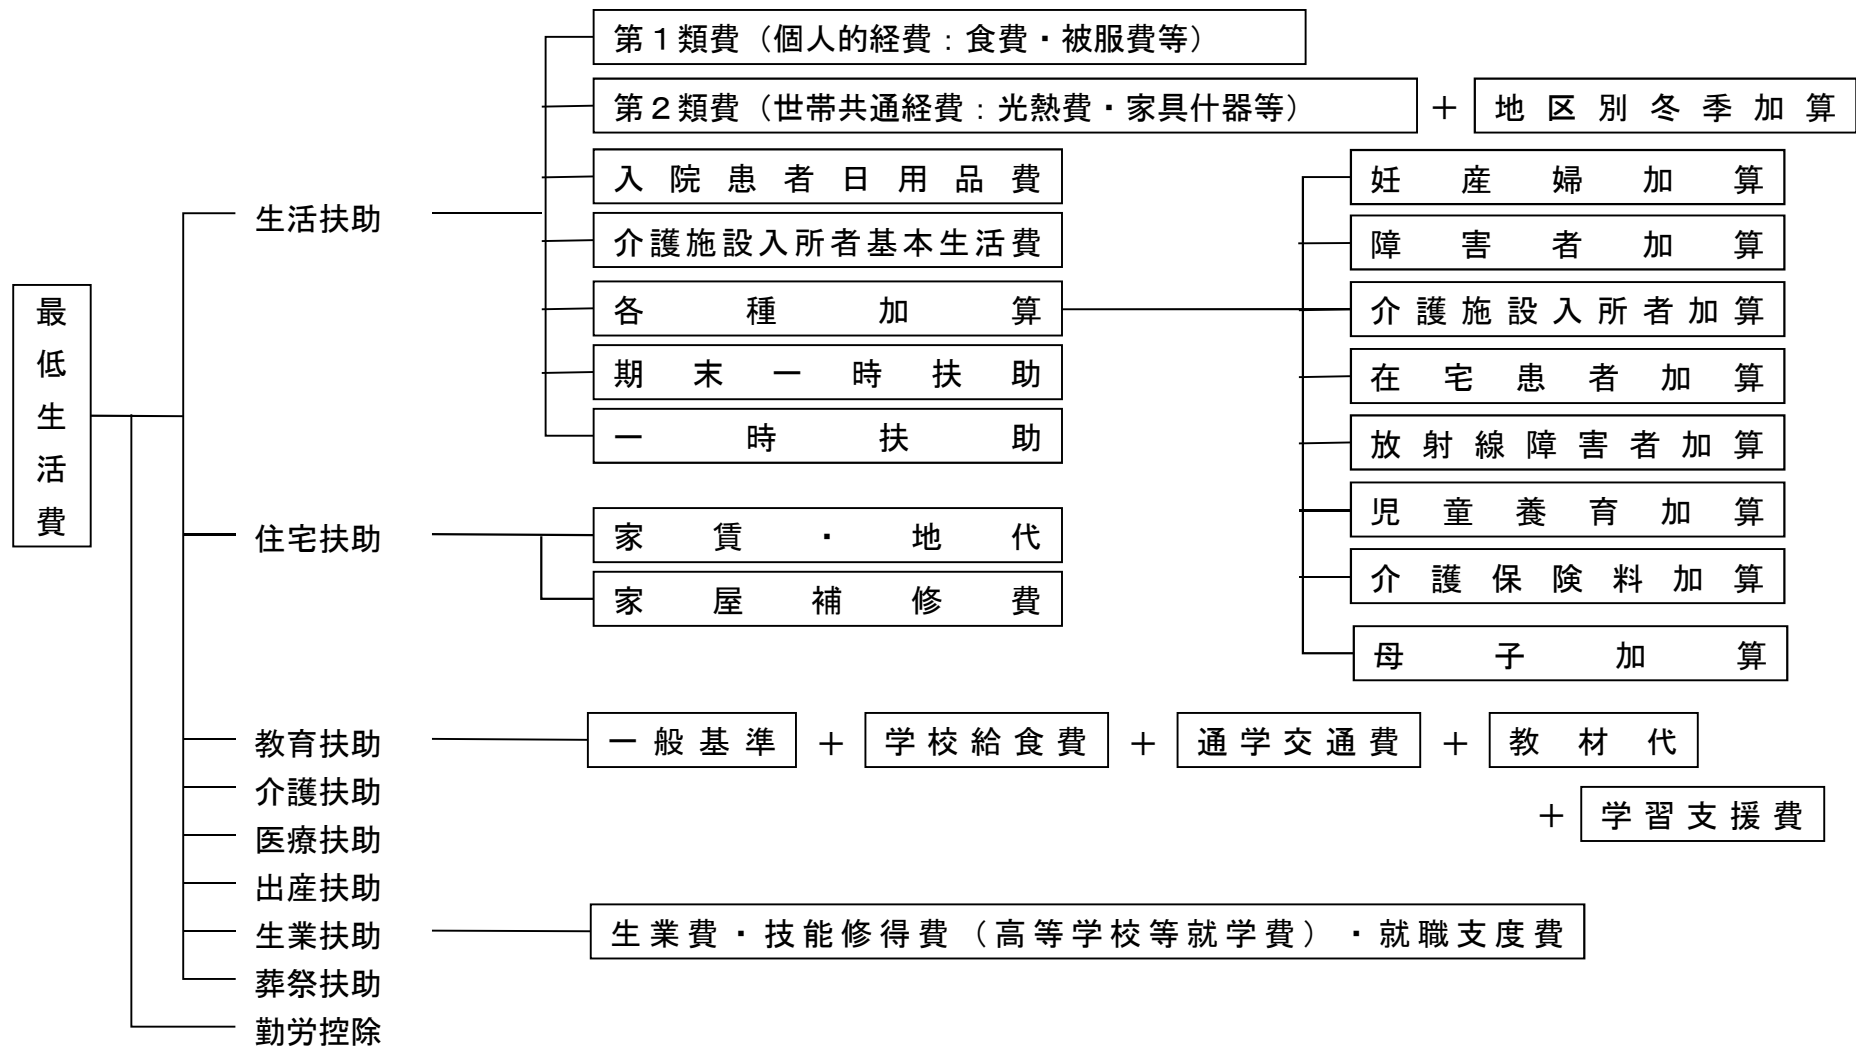 最低生活費
生活扶助
第1類費（個人的経費：食費・被服費等）
第2類費（世帯共通経費：光熱費・家具什器等） ＋ 地区別冬季加算
入院患者日用品費
介護施設入所者基本生活費
各種加算
期末一時扶助
一時扶助
妊産婦加算
障害者加算
介護施設入所者加算
在宅患者加算
放射線障害者加算
児童養育加算
介護保険料加算
母子加算
住宅扶助
家賃・地代
家屋補修費
教育扶助
一般基準 ＋ 学校給食費 ＋ 通学交通費 ＋ 教材代
＋ 学習支援費
介護扶助
医療扶助
出産扶助
生業扶助
生業費・技能修得費（高等学校等就学費）・就職支度費
葬祭扶助
勤労控除